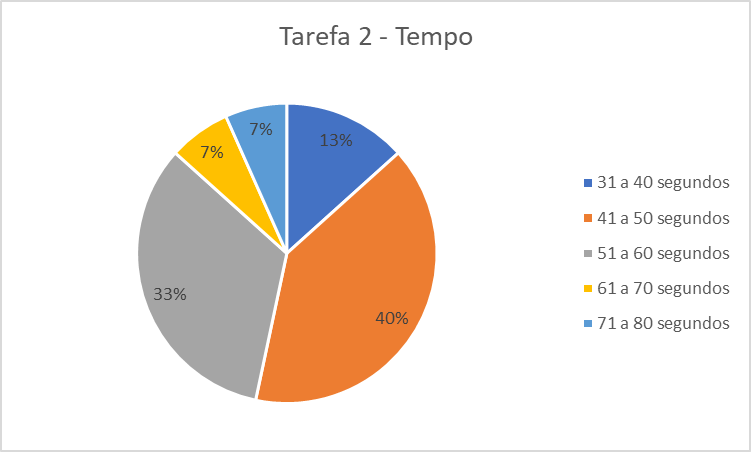 Tarefa 2 - Tempo
7%
13%
7%
33%
40%
31 a 40 segundos
41 a 50 segundos
51 a 60 segundos
61 a 70 segundos
71 a 80 segundos